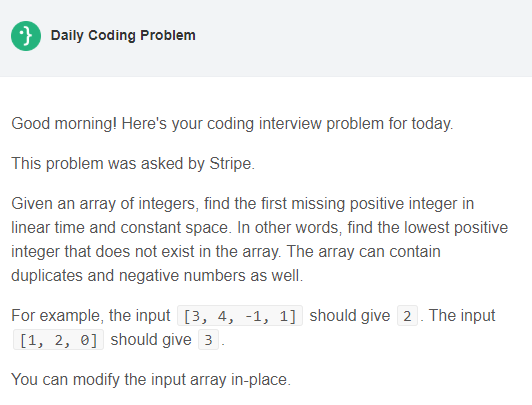 Daily Coding Problem
Good morning! Here's your coding interview problem for today.
This problem was asked by Stripe.
Given an array of integers, find the first missing positive integer in
linear time and constant space. In other words, find the lowest positive
integer that does not exist in the array. The array can contain
duplicates and negative numbers as well.
For example, the input [3, 4, -1, 1] should give 2 . The input
[1, 2, 0] should give 3 .
You can modify the input array in-place.